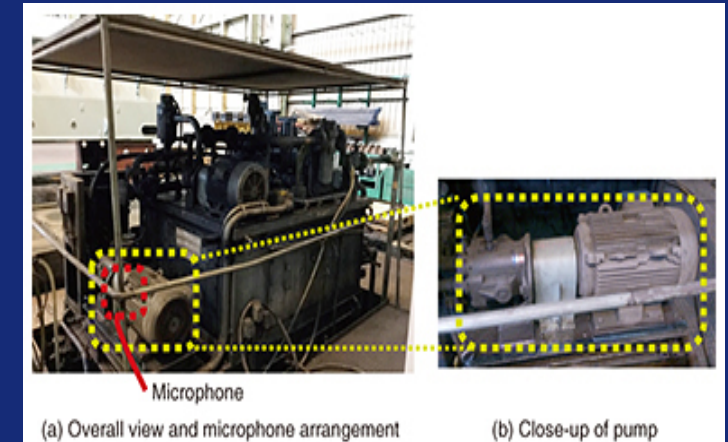 Microphone
(a) Overall view and microphone arrangement
(b) Close-up of pump